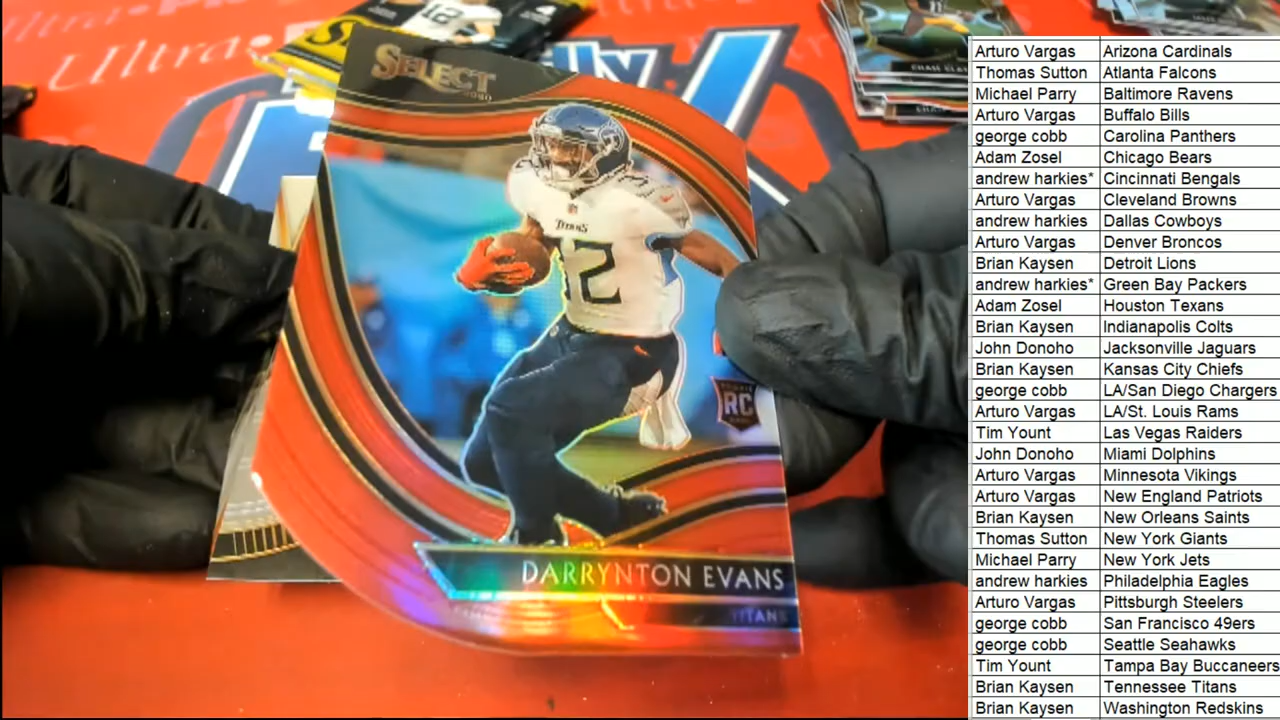 12
4
SELECT
2020
TITANS
32
ROOKIE
RC
DARRYNTON EVANS
TITANS
Arturo Vargas Arizona Cardinals
Thomas Sutton Atlanta Falcons
Michael Parry Baltimore Ravens
Arturo Vargas Buffalo Bills
george cobb Carolina Panthers
Adam Zosel Chicago Bears
andrew harkies* Cincinnati Bengals
Arturo Vargas Cleveland Browns
andrew harkies Dallas Cowboys
Arturo Vargas Denver Broncos
Brian Kaysen Detroit Lions
andrew harkies* Green Bay Packers
Adam Zosel Houston Texans
Brian Kaysen Indianapolis Colts
John Donoho Jacksonville Jaguars
Brian Kaysen Kansas City Chiefs
george cobb LA/San Diego Chargers
Arturo Vargas LA/St. Louis Rams
Tim Yount Las Vegas Raiders
John Donoho Miami Dolphins
Arturo Vargas Minnesota Vikings
Arturo Vargas New England Patriots
Brian Kaysen New Orleans Saints
Thomas Sutton New York Giants
Michael Parry New York Jets
andrew harkies Philadelphia Eagles
Arturo Vargas Pittsburgh Steelers
george cobb San Francisco 49ers
george cobb Seattle Seahawks
Tim Yount Tampa Bay Buccaneers
Brian Kaysen Tennessee Titans
Brian Kaysen Washington Redskins